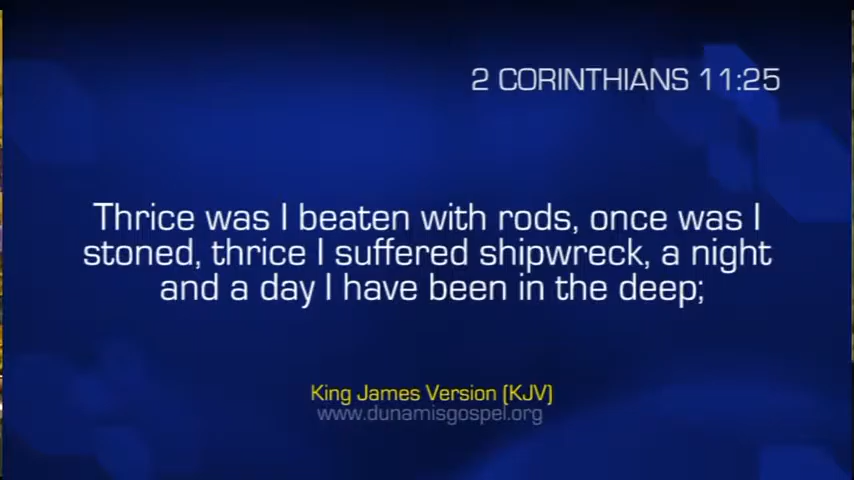 2 CORINTHIANS 11:25
Thrice was I beaten with rods, once was I
stoned, thrice I suffered shipwreck, a night
and a day I have been in the deep;
King James Version (KJV)
www.dunamisgospel.org